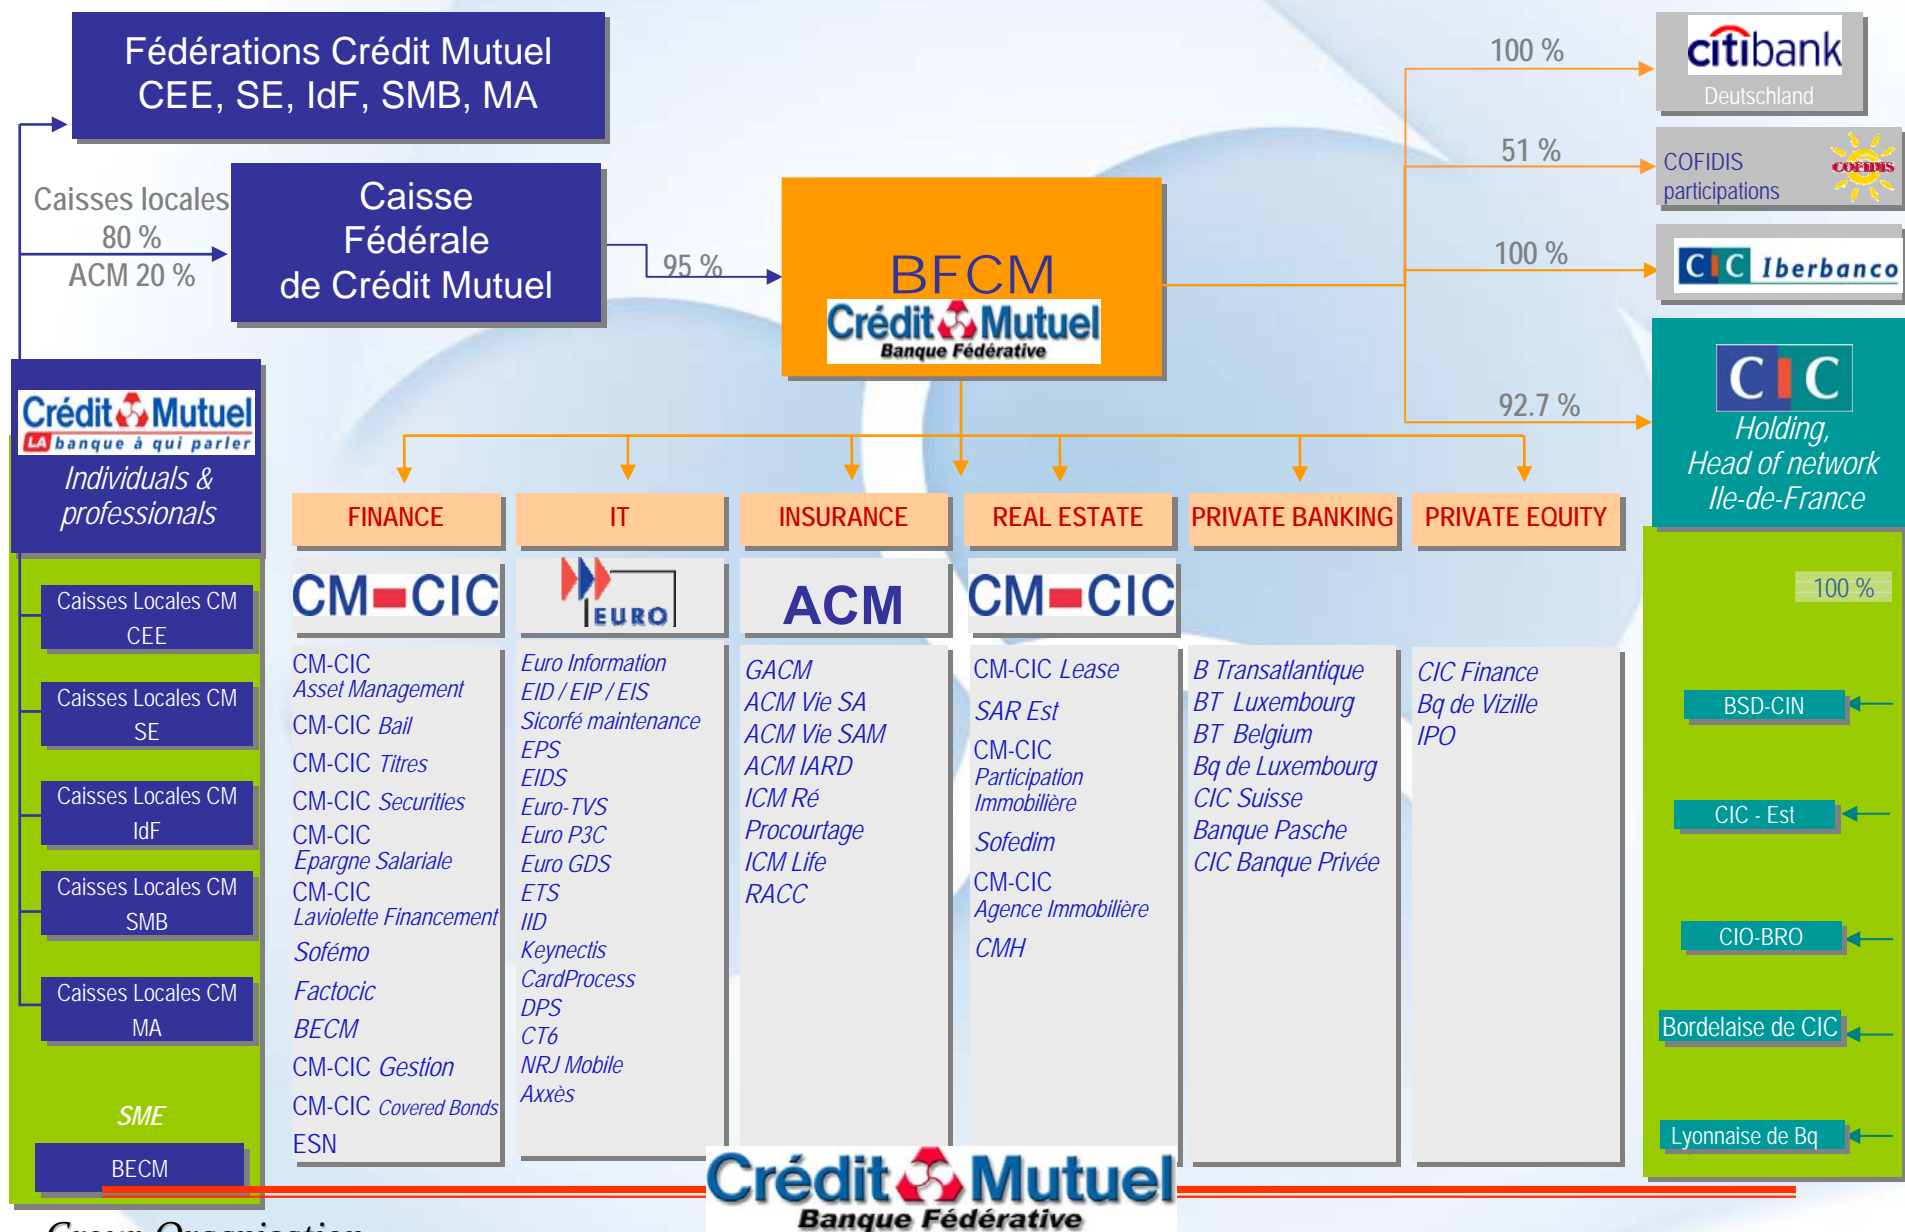 Fédérations Crédit Mutuel
CEE, SE, IdF, SMB, MA
Caisses locales
80 %
ACM 20 %
Caisse
Fédérale
de Crédit Mutuel
95 %
BFCM
Crédit Mutuel
Banque Fédérative
100 %
citibank
Deutschland
51 %
COFIDIS
participations
COFIDIS
100 %
CIC Iberbanco
92.7 %
CIC
Holding,
Head of network
Ile-de-France
Crédit Mutuel
LA banque à qui parler
Individuals &
professionals
Caisses Locales CM
CEE
Caisses Locales CM
SE
Caisses Locales CM
IdF
Caisses Locales CM
SMB
Caisses Locales CM
MA
SME
BECM
FINANCE
CM-CIC
CM-CIC
Asset Management
CM-CIC Bail
CM-CIC Titres
CM-CIC Securities
CM-CIC
Epargne Salariale
CM-CIC
Laviolette Financement
Sofémo
Factocic
BECM
CM-CIC Gestion
CM-CIC Covered Bonds
ESN
IT
EURO
Euro Information
EID / EIP / EIS
Sicorfé maintenance
EPS
EIDS
Euro-TVS
Euro P3C
Euro GDS
ETS
IID
Keynectis
CardProcess
DPS
CT6
NRJ Mobile
Axxès
INSURANCE
ACM
GACM
ACM Vie SA
ACM Vie SAM
ACM IARD
ICM Ré
Procourtage
ICM Life
RACC
REAL ESTATE
CM-CIC
CM-CIC Lease
SAR Est
CM-CIC
Participation
Immobilière
Sofedim
CM-CIC
Agence Immobilière
CMH
PRIVATE BANKING
B Transatlantique
BT Luxembourg
BT Belgium
Bq de Luxembourg
CIC Suisse
Banque Pasche
CIC Banque Privée
PRIVATE EQUITY
CIC Finance
Bq de Vizille
IPO
100 %
BSD-CIN
CIC - Est
CIO-BRO
Bordelaise de CIC
Lyonnaise de Bq
Crédit Mutuel
Banque Fédérative
Group Organisation